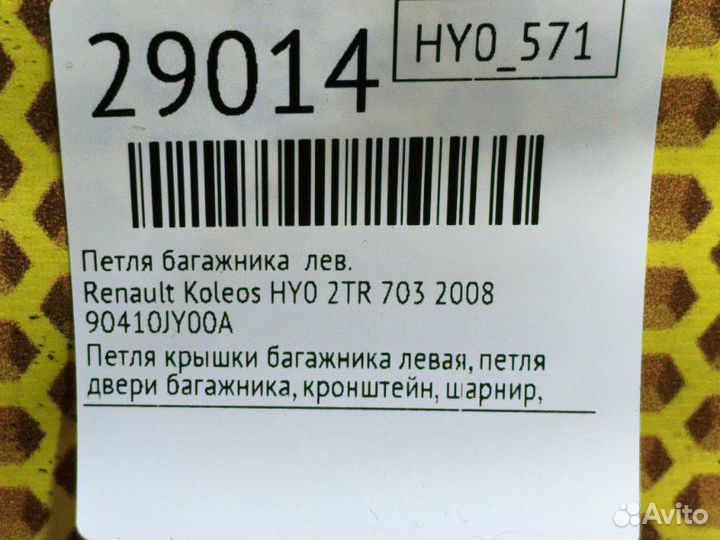 29014
HY0_571
Петля багажника лев.
Renault Koleos HY0 2TR 703 2008
90410JY00A
Петля крышки багажника левая, петля
двери багажника, кронштейн, шарнир,
Avito